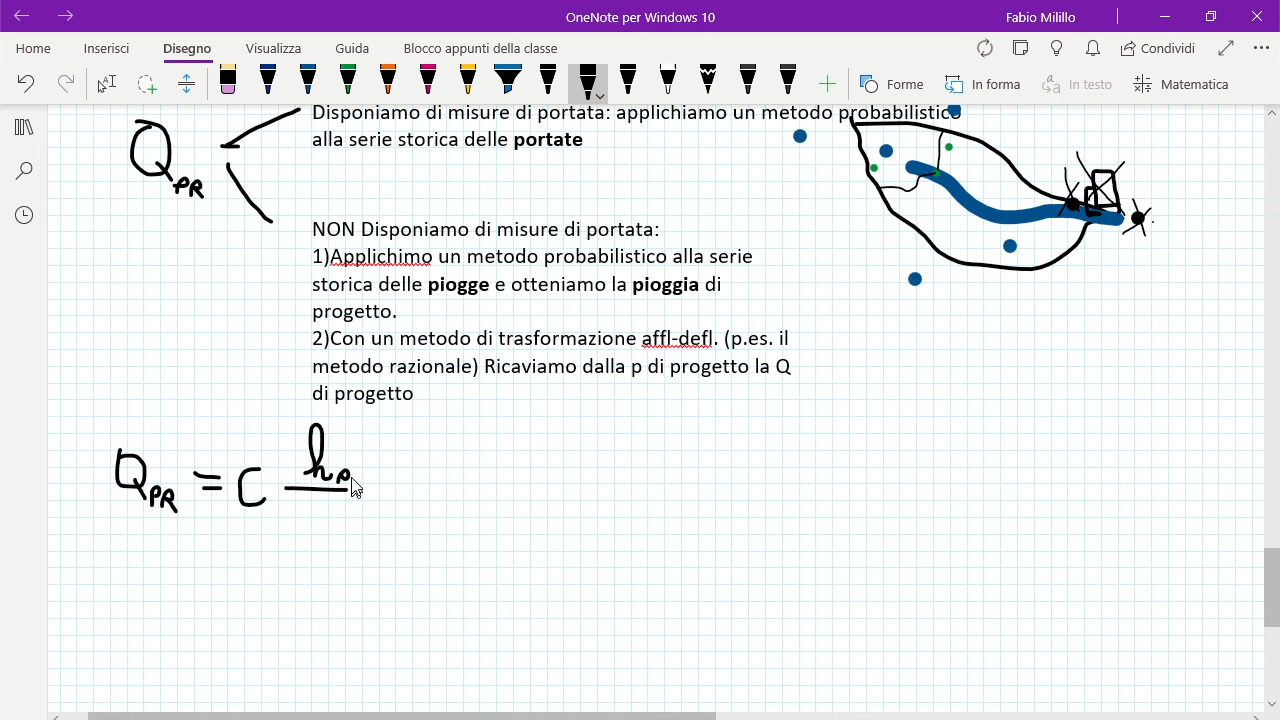 OneNote per Windows 10
Fabio Milillo
Home Inserisci Disegno Visualizza Guida Blocco appunti della classe
Condividi
Forme In forma In testo Matematica
Disponiamo di misure di portata: applichiamo un metodo probabilistico
alla serie storica delle portate
Q PR
NON Disponiamo di misure di portata:
1)Applichimo un metodo probabilistico alla serie
storica delle piogge e otteniamo la pioggia di
progetto.
2)Con un metodo di trasformazione affl-defl. (p.es. il
metodo razionale) Ricaviamo dalla p di progetto la Q
di progetto
Q PR = C h P